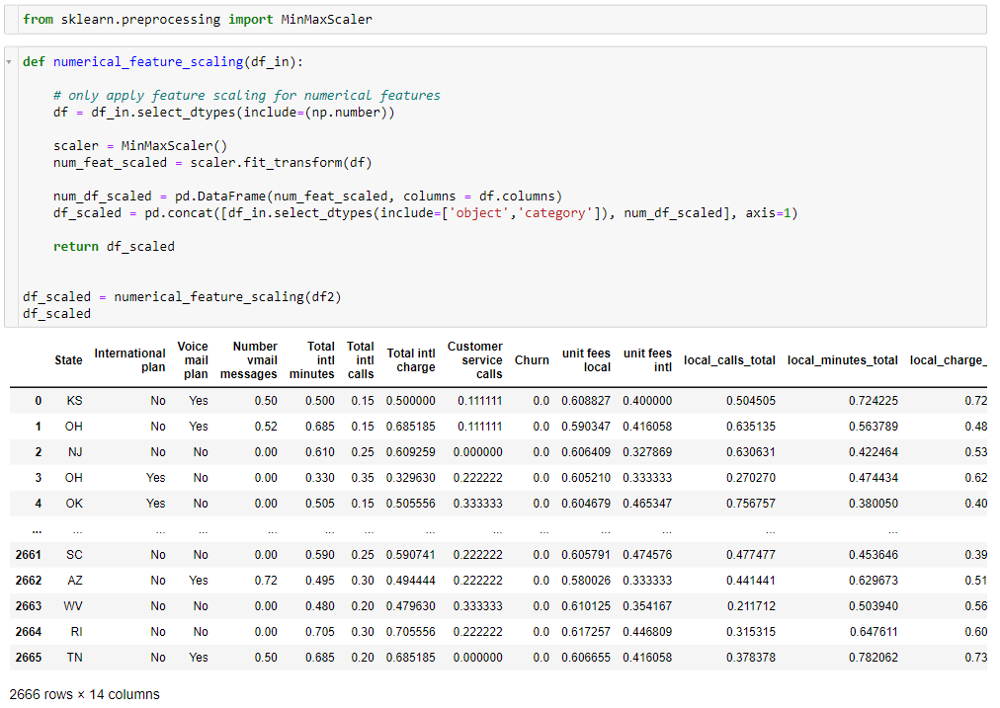 from sklearn.preprocessing import MinMaxScaler
def numerical_feature_scaling(df_in):
# only apply feature scaling for numerical features
df = df_in.select_dtypes(include=(np.number))
scaler = MinMaxScaler()
num_feat_scaled = scaler.fit_transform(df)
num_df_scaled = pd.DataFrame(num_feat_scaled, columns = df.columns)
df_scaled = pd.concat([df_in.select_dtypes(include=['object','category']), num_df_scaled], axis=1)
return df_scaled
df_scaled = numerical_feature_scaling(df2)
df_scaled
State International plan Voice mail plan Number vmail messages Total intl minutes Total intl calls Total intl charge Customer service calls Churn unit fees local unit fees intl local_calls_total local_minutes_total local_charge_
0 KS No Yes 0.50 0.500 0.15 0.500000 0.111111 0.0 0.608827 0.400000 0.504505 0.724225 0.72
1 OH No Yes 0.52 0.685 0.15 0.685185 0.111111 0.0 0.590347 0.416058 0.635135 0.563789 0.48
2 NJ No No 0.00 0.610 0.25 0.609259 0.000000 0.0 0.606409 0.327869 0.630631 0.422464 0.53
3 OH Yes No 0.00 0.330 0.35 0.329630 0.222222 0.0 0.605210 0.333333 0.270270 0.474434 0.62
4 OK Yes No 0.00 0.505 0.15 0.505556 0.333333 0.0 0.604679 0.465347 0.756757 0.380050 0.40
... ... ... ... ... ... ... ... ... ... ... ... ... ...
2661 SC No No 0.00 0.590 0.25 0.590741 0.222222 0.0 0.605791 0.474576 0.477477 0.453646 0.39
2662 AZ No Yes 0.72 0.495 0.30 0.494444 0.222222 0.0 0.580026 0.333333 0.441441 0.629673 0.51
2663 WV No No 0.00 0.480 0.20 0.479630 0.333333 0.0 0.610125 0.354167 0.211712 0.503940 0.56
2664 RI No No 0.00 0.705 0.30 0.705556 0.222222 0.0 0.617257 0.446809 0.315315 0.647611 0.60
2665 TN No Yes 0.50 0.685 0.20 0.685185 0.000000 0.0 0.606655 0.416058 0.378378 0.782062 0.73
2666 rows × 14 columns